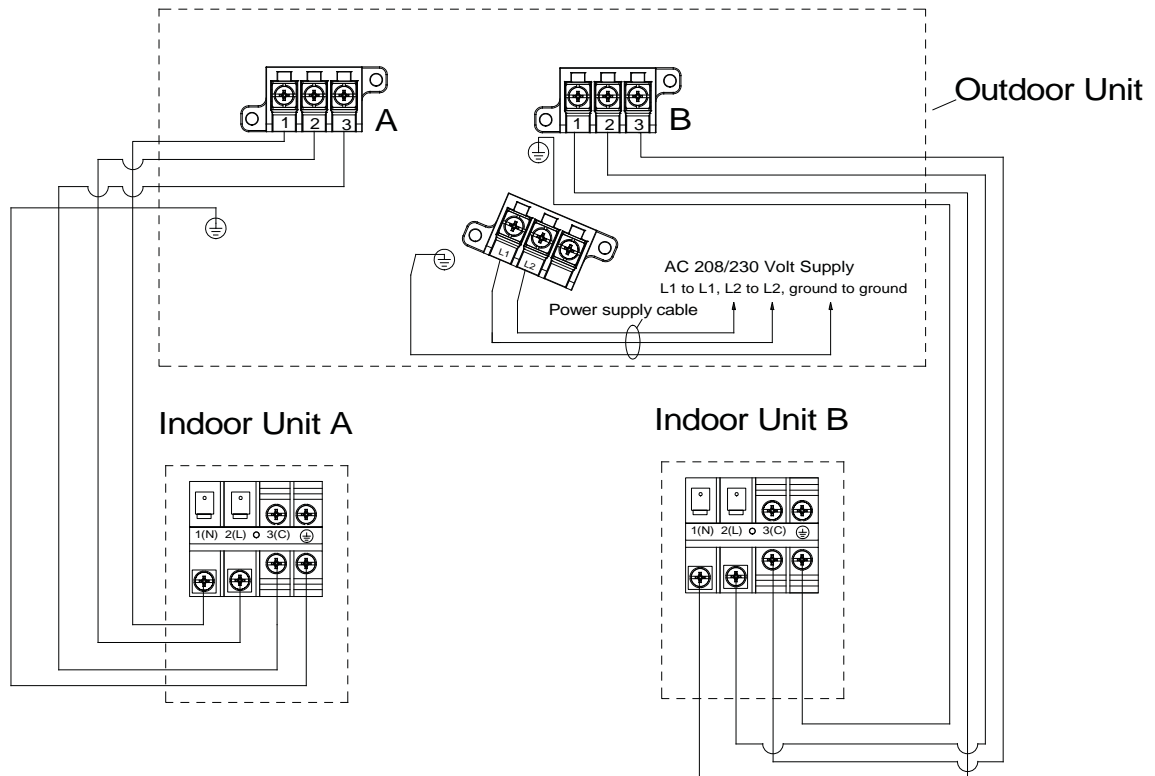 Outdoor Unit
1 2 3 A
1 2 3 B
L1 L2
AC 208/230 Volt Supply
L1 to L1, L2 to L2, ground to ground
Power supply cable
Indoor Unit A
1(N) 2(L) 3(C)
Indoor Unit B
1(N) 2(L) 3(C)